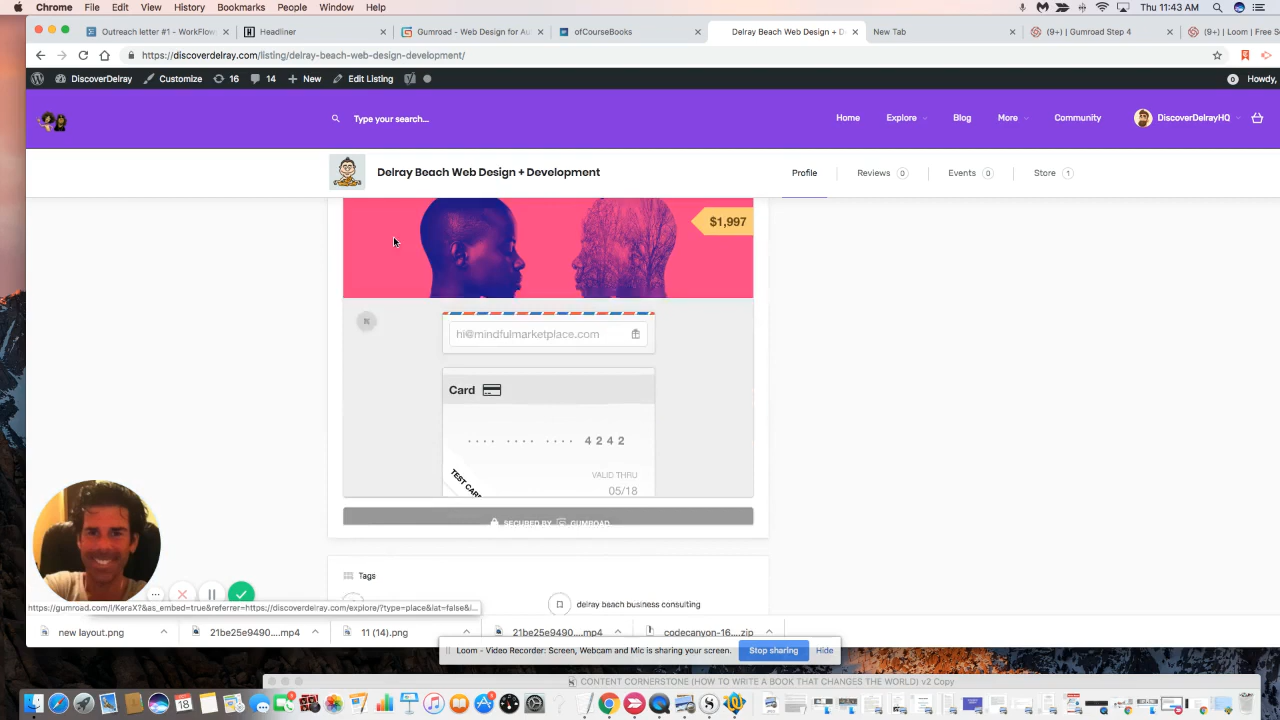 Chrome File Edit View History Bookmarks People Window Help Thu 11:43 AM
Outreach letter #1 - WorkFlow Headliner Gumroad - Web Design for Au ofCourseBooks Delray Beach Web Design + D New Tab (9+) | Gumroad Step 4 (9+) | Loom | Free S
https://discoverdelray.com/listing/delray-beach-web-design-development/
DiscoverDelray Customize 16 14 New Edit Listing 0 Howdy,
Type your search... Home Explore Blog More Community DiscoverDelrayHQ
Delray Beach Web Design + Development Profile Reviews 0 Events 0 Store 1
$1,997
hi@mindfulmarketplace.com
Card
···· ···· ···· 4242
TEST CARD
VALID THRU
05/18
SECURED BY GUMROAD
Tags
delray beach business consulting
https://gumroad.com/l/KeraX?&as_embed=true&referrer=https://discoverdelray.com/explore/?type=place&lat=false&l...
new layout.png 21be25e9490....mp4 11 (14).png 21be25e9490....mp4 codecanyon-16....zip
Loom - Video Recorder: Screen, Webcam and Mic is sharing your screen. Stop sharing Hide
CONTENT CORNERSTONE (HOW TO WRITE A BOOK THAT CHANGES THE WORLD) v2 Copy